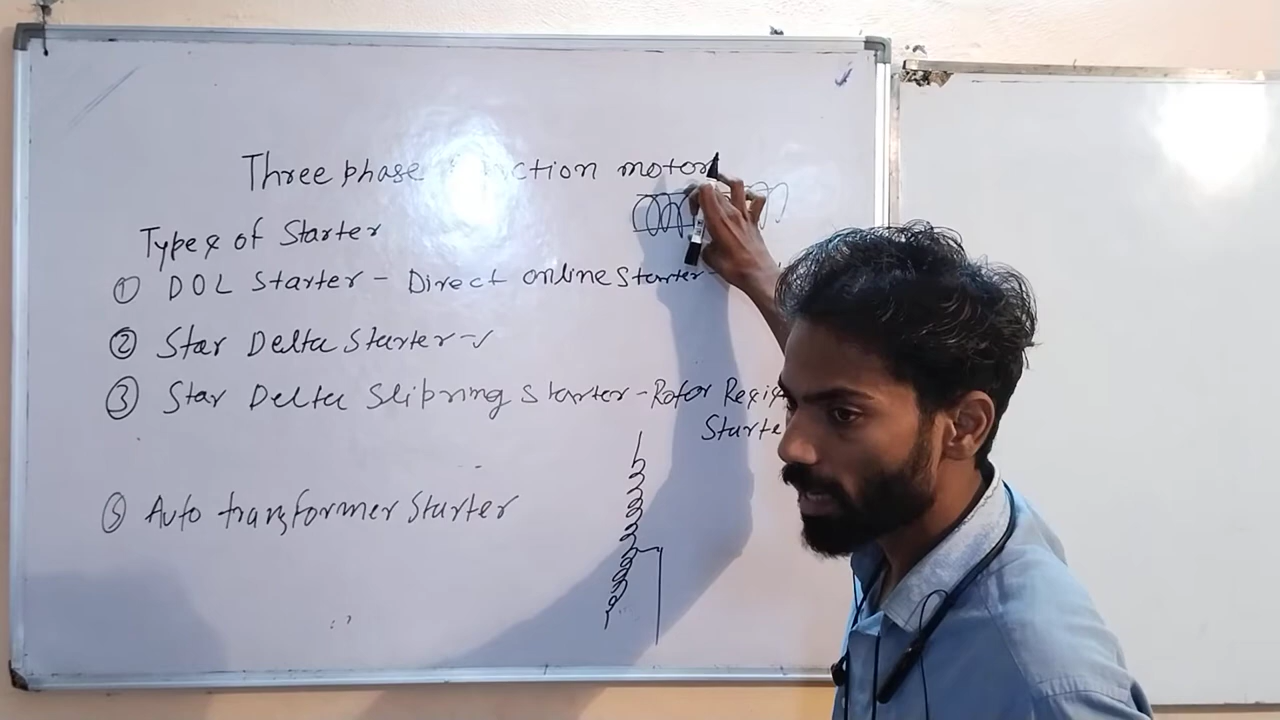 Three phase nction motor
Types of Starter
① DOL Starter - Direct online Starter-
② Star Delta Starter-✓
③ Star Delta Slipring Starter - Rotor Resis
Starte
⑤ Auto transformer Starter